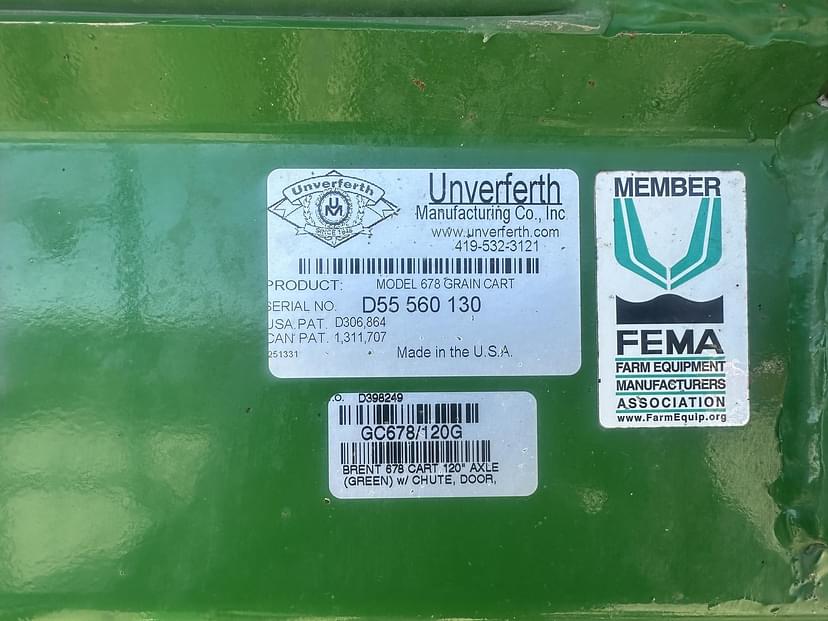 Unverferth
UM
SINCE 1948
Unverferth
Manufacturing Co., Inc
www.unverferth.com
419-532-3121
PRODUCT: MODEL 678 GRAIN CART
SERIAL NO. D55 560 130
USA PAT. D306,864
CAN PAT. 1,311,707
251331 Made in the U.S.A.
.O. D398249
GC678/120G
BRENT 678 CART 120" AXLE
(GREEN) w/ CHUTE, DOOR,
MEMBER
FEMA
FARM EQUIPMENT
MANUFACTURERS
ASSOCIATION
www.FarmEquip.org